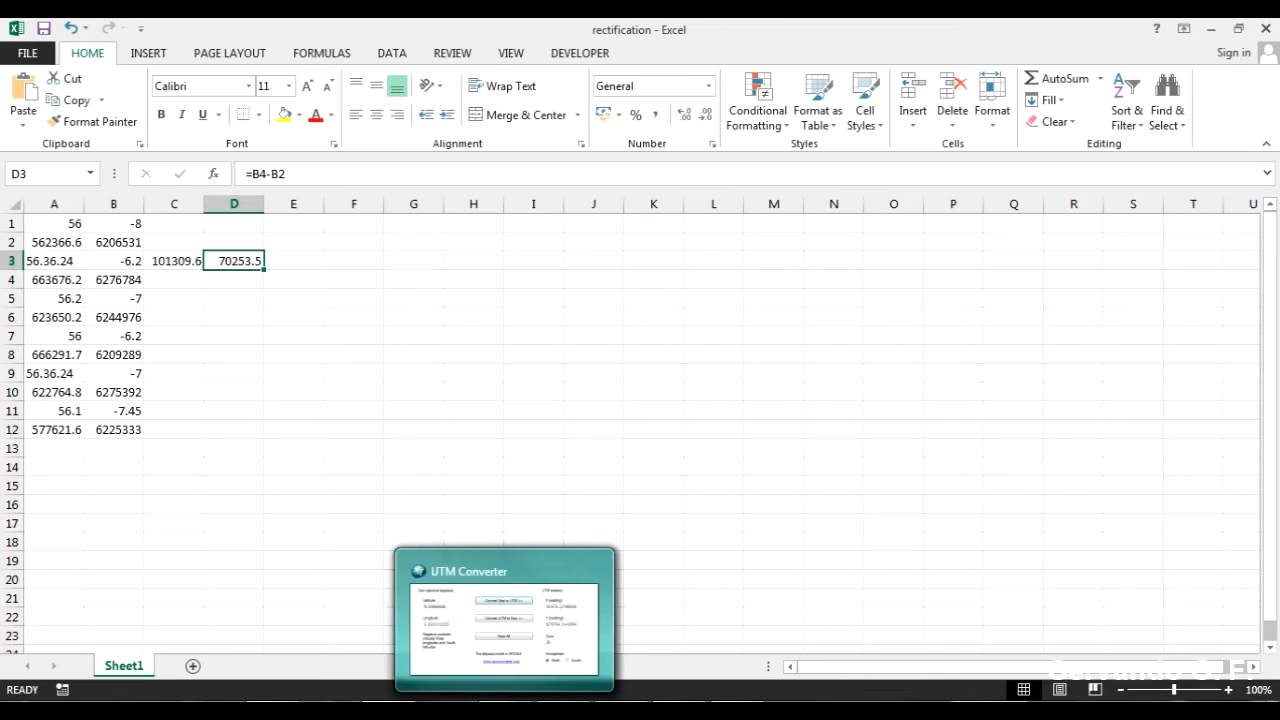 rectification - Excel
FILE HOME INSERT PAGE LAYOUT FORMULAS DATA REVIEW VIEW DEVELOPER Sign in
Paste Cut Copy Format Painter Clipboard
Calibri 11 B I U Font
Wrap Text Merge & Center Alignment
General % , Number
Conditional Formatting Format as Table Cell Styles Styles
Insert Delete Format Cells
AutoSum Fill Clear Sort & Filter Find & Select Editing
D3 fx =B4-B2
A B C D E F G H I J K L M N O P Q R S T U
1 56 -8
2 562366.6 6206531
3 56.36.24 -6.2 101309.6 70253.5
4 663676.2 6276784
5 56.2 -7
6 623650.2 6244976
7 56 -6.2
8 666291.7 6209289
9 56.36.24 -7
10 622764.8 6275392
11 56.1 -7.45
12 577621.6 6225333
13
14
15
16
17
18
19
20
21
22
23
UTM Converter
Sheet1
READY 100%